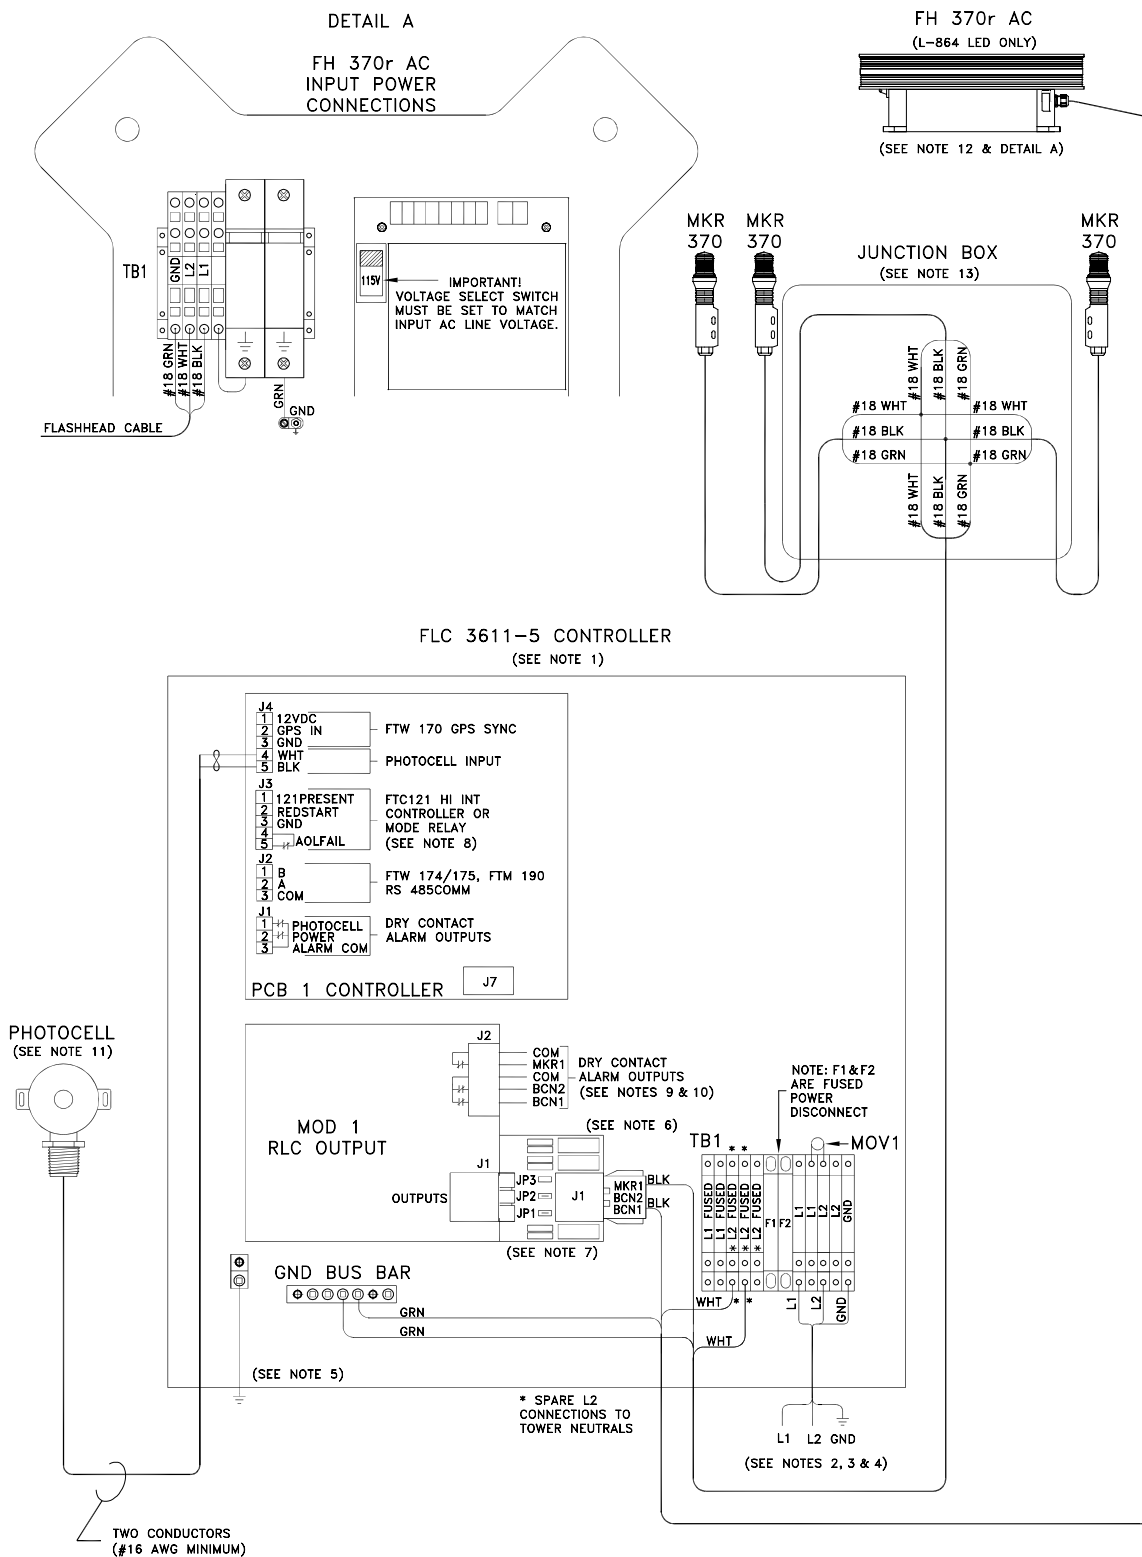 DETAIL A
FH 370r AC
INPUT POWER
CONNECTIONS
TB1
GND
L2
L1
#18 GRN
#18 WHT
#18 BLK
GRN
GND
FLASHHEAD CABLE
115V
IMPORTANT!
VOLTAGE SELECT SWITCH
MUST BE SET TO MATCH
INPUT AC LINE VOLTAGE.
FH 370r AC
(L-864 LED ONLY)
(SEE NOTE 12 & DETAIL A)
MKR
370
MKR
370
MKR
370
JUNCTION BOX
(SEE NOTE 13)
#18 WHT
#18 BLK
#18 GRN
#18 WHT
#18 WHT
#18 BLK
#18 BLK
#18 GRN
#18 GRN
#18 WHT
#18 BLK
#18 GRN
FLC 3611-5 CONTROLLER
(SEE NOTE 1)
J4
1 12VDC
2 GPS IN
3 GND
4 WHT
5 BLK
FTW 170 GPS SYNC
PHOTOCELL INPUT
J3
1 121PRESENT
2 REDSTART
3 GND
4
5 AOLFAIL
FTC121 HI INT
CONTROLLER OR
MODE RELAY
(SEE NOTE 8)
J2
1 B
2 A
3 COM
FTW 174/175, FTM 190
RS 485COMM
J1
1 PHOTOCELL
2 POWER
3 ALARM COM
DRY CONTACT
ALARM OUTPUTS
J7
PCB 1 CONTROLLER
PHOTOCELL
(SEE NOTE 11)
MOD 1
RLC OUTPUT
J2
COM
MKR1
COM
BCN2
BCN1
DRY CONTACT
ALARM OUTPUTS
(SEE NOTES 9 & 10)
(SEE NOTE 6)
J1
OUTPUTS
JP3
JP2
JP1
J1
MKR1
BCN2
BCN1
BLK
BLK
(SEE NOTE 7)
NOTE: F1&F2
ARE FUSED
POWER
DISCONNECT
TB1
* *
MOV1
L1 FUSED
L1 FUSED
* L2 FUSED
* L2 FUSED
* L2 FUSED
F1
F2
L1
L1
L2
L2
GND
GND BUS BAR
GRN
GRN
WHT
* *
WHT
L1
L2
GND
(SEE NOTE 5)
* SPARE L2
CONNECTIONS TO
TOWER NEUTRALS
L1 L2 GND
(SEE NOTES 2, 3 & 4)
TWO CONDUCTORS
(#16 AWG MINIMUM)